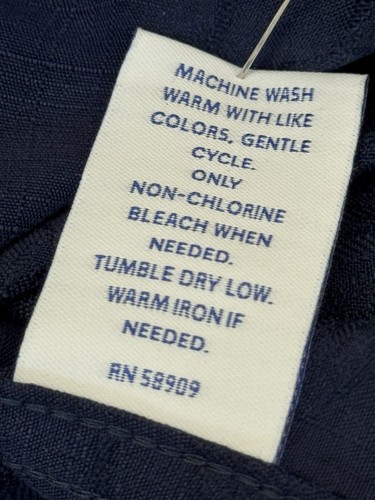 MACHINE WASH
WARM WITH LIKE
COLORS, GENTLE
CYCLE.
ONLY
NON-CHLORINE
BLEACH WHEN
NEEDED.
TUMBLE DRY LOW.
WARM IRON IF
NEEDED.
RN 58909